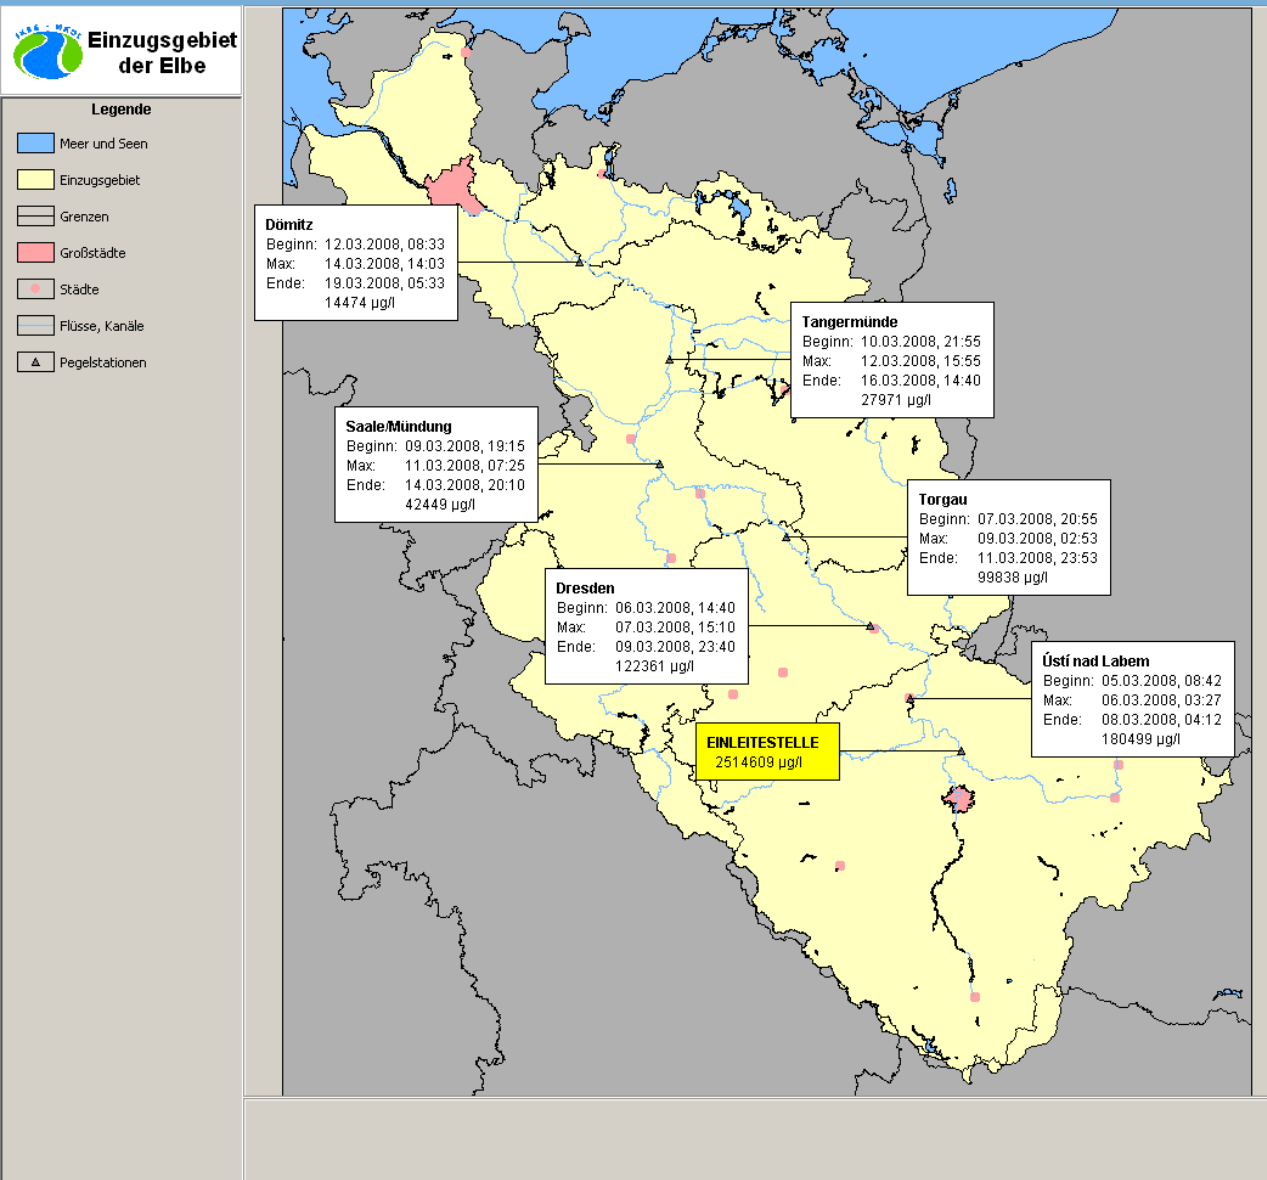 IKSE - MKOL
Einzugsgebiet
der Elbe
Legende
Meer und Seen
Einzugsgebiet
Grenzen
Großstädte
Städte
Flüsse, Kanäle
Pegelstationen
Dömitz
Beginn: 12.03.2008, 08:33
Max: 14.03.2008, 14:03
Ende: 19.03.2008, 05:33
14474 µg/l
Tangermünde
Beginn: 10.03.2008, 21:55
Max: 12.03.2008, 15:55
Ende: 16.03.2008, 14:40
27971 µg/l
Saale/Mündung
Beginn: 09.03.2008, 19:15
Max: 11.03.2008, 07:25
Ende: 14.03.2008, 20:10
42449 µg/l
Torgau
Beginn: 07.03.2008, 20:55
Max: 09.03.2008, 02:53
Ende: 11.03.2008, 23:53
99838 µg/l
Dresden
Beginn: 06.03.2008, 14:40
Max: 07.03.2008, 15:10
Ende: 09.03.2008, 23:40
122361 µg/l
Ústí nad Labem
Beginn: 05.03.2008, 08:42
Max: 06.03.2008, 03:27
Ende: 08.03.2008, 04:12
180499 µg/l
EINLEITESTELLE
2514609 µg/l